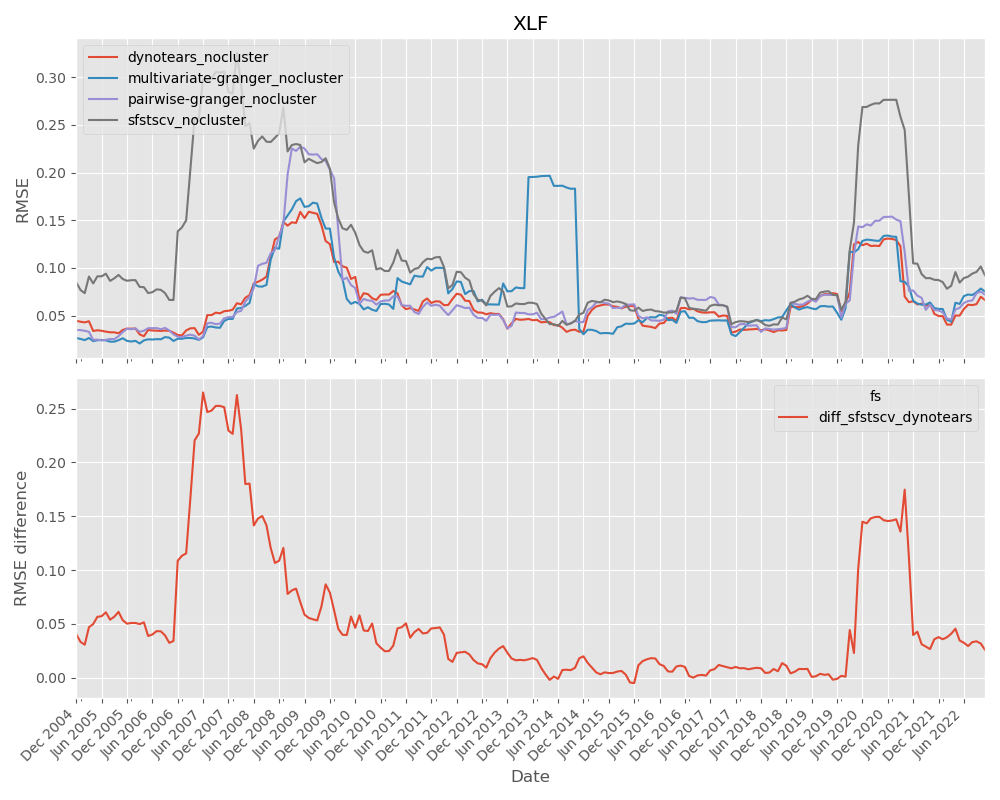 XLF
dynotears_nocluster
multivariate-granger_nocluster
pairwise-granger_nocluster
sfstscv_nocluster
RMSE
0.30
0.25
0.20
0.15
0.10
0.05
fs
diff_sfstscv_dynotears
RMSE difference
0.25
0.20
0.15
0.10
0.05
0.00
Dec 2004
Jun 2005
Dec 2005
Jun 2006
Dec 2006
Jun 2007
Dec 2007
Jun 2008
Dec 2008
Jun 2009
Dec 2009
Jun 2010
Dec 2010
Jun 2011
Dec 2011
Jun 2012
Dec 2012
Jun 2013
Dec 2013
Jun 2014
Dec 2014
Jun 2015
Dec 2015
Jun 2016
Dec 2016
Jun 2017
Dec 2017
Jun 2018
Dec 2018
Jun 2019
Dec 2019
Jun 2020
Dec 2020
Jun 2021
Dec 2021
Jun 2022
Date